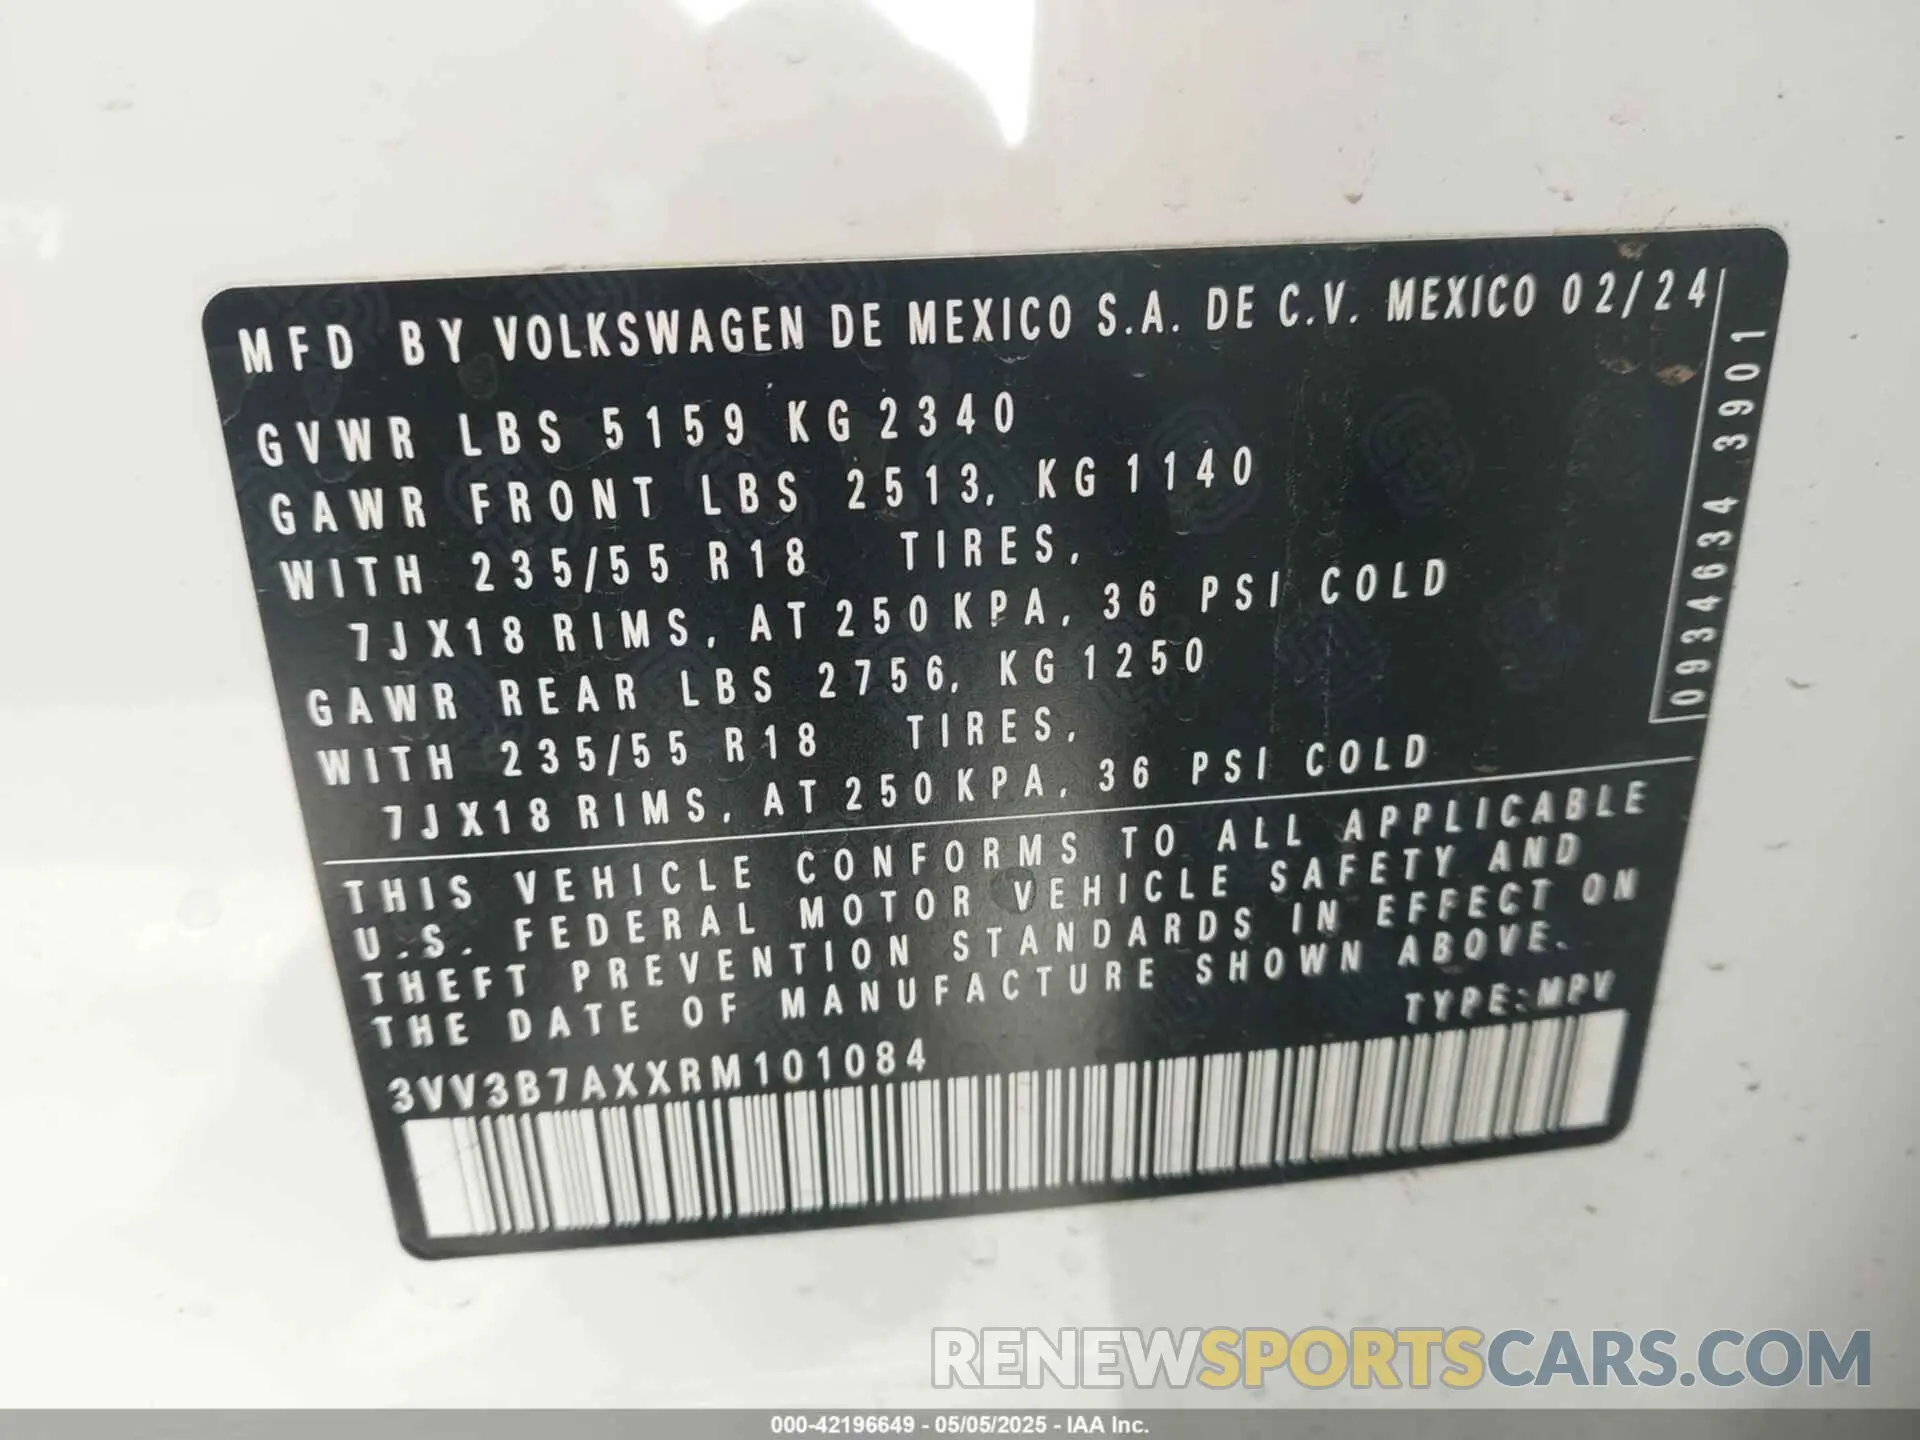 MFD BY VOLKSWAGEN DE MEXICO S.A. DE C.V. MEXICO 02/24
GVWR LBS 5159 KG 2340
GAWR FRONT LBS 2513, KG 1140
WITH 235/55 R18 TIRES,
7JX18 RIMS, AT 250 KPA, 36 PSI COLD
GAWR REAR LBS 2756, KG 1250
WITH 235/55 R18 TIRES,
7JX18 RIMS, AT 250 KPA, 36 PSI COLD
0934634 3901
THIS VEHICLE CONFORMS TO ALL APPLICABLE
U.S. FEDERAL MOTOR VEHICLE SAFETY AND
THEFT PREVENTION STANDARDS IN EFFECT ON
THE DATE OF MANUFACTURE SHOWN ABOVE.
TYPE:MPV
3VV3B7AXXRM101084
RENEWSPORTSCARS.COM
000-42196649 - 05/05/2025 - IAA Inc.